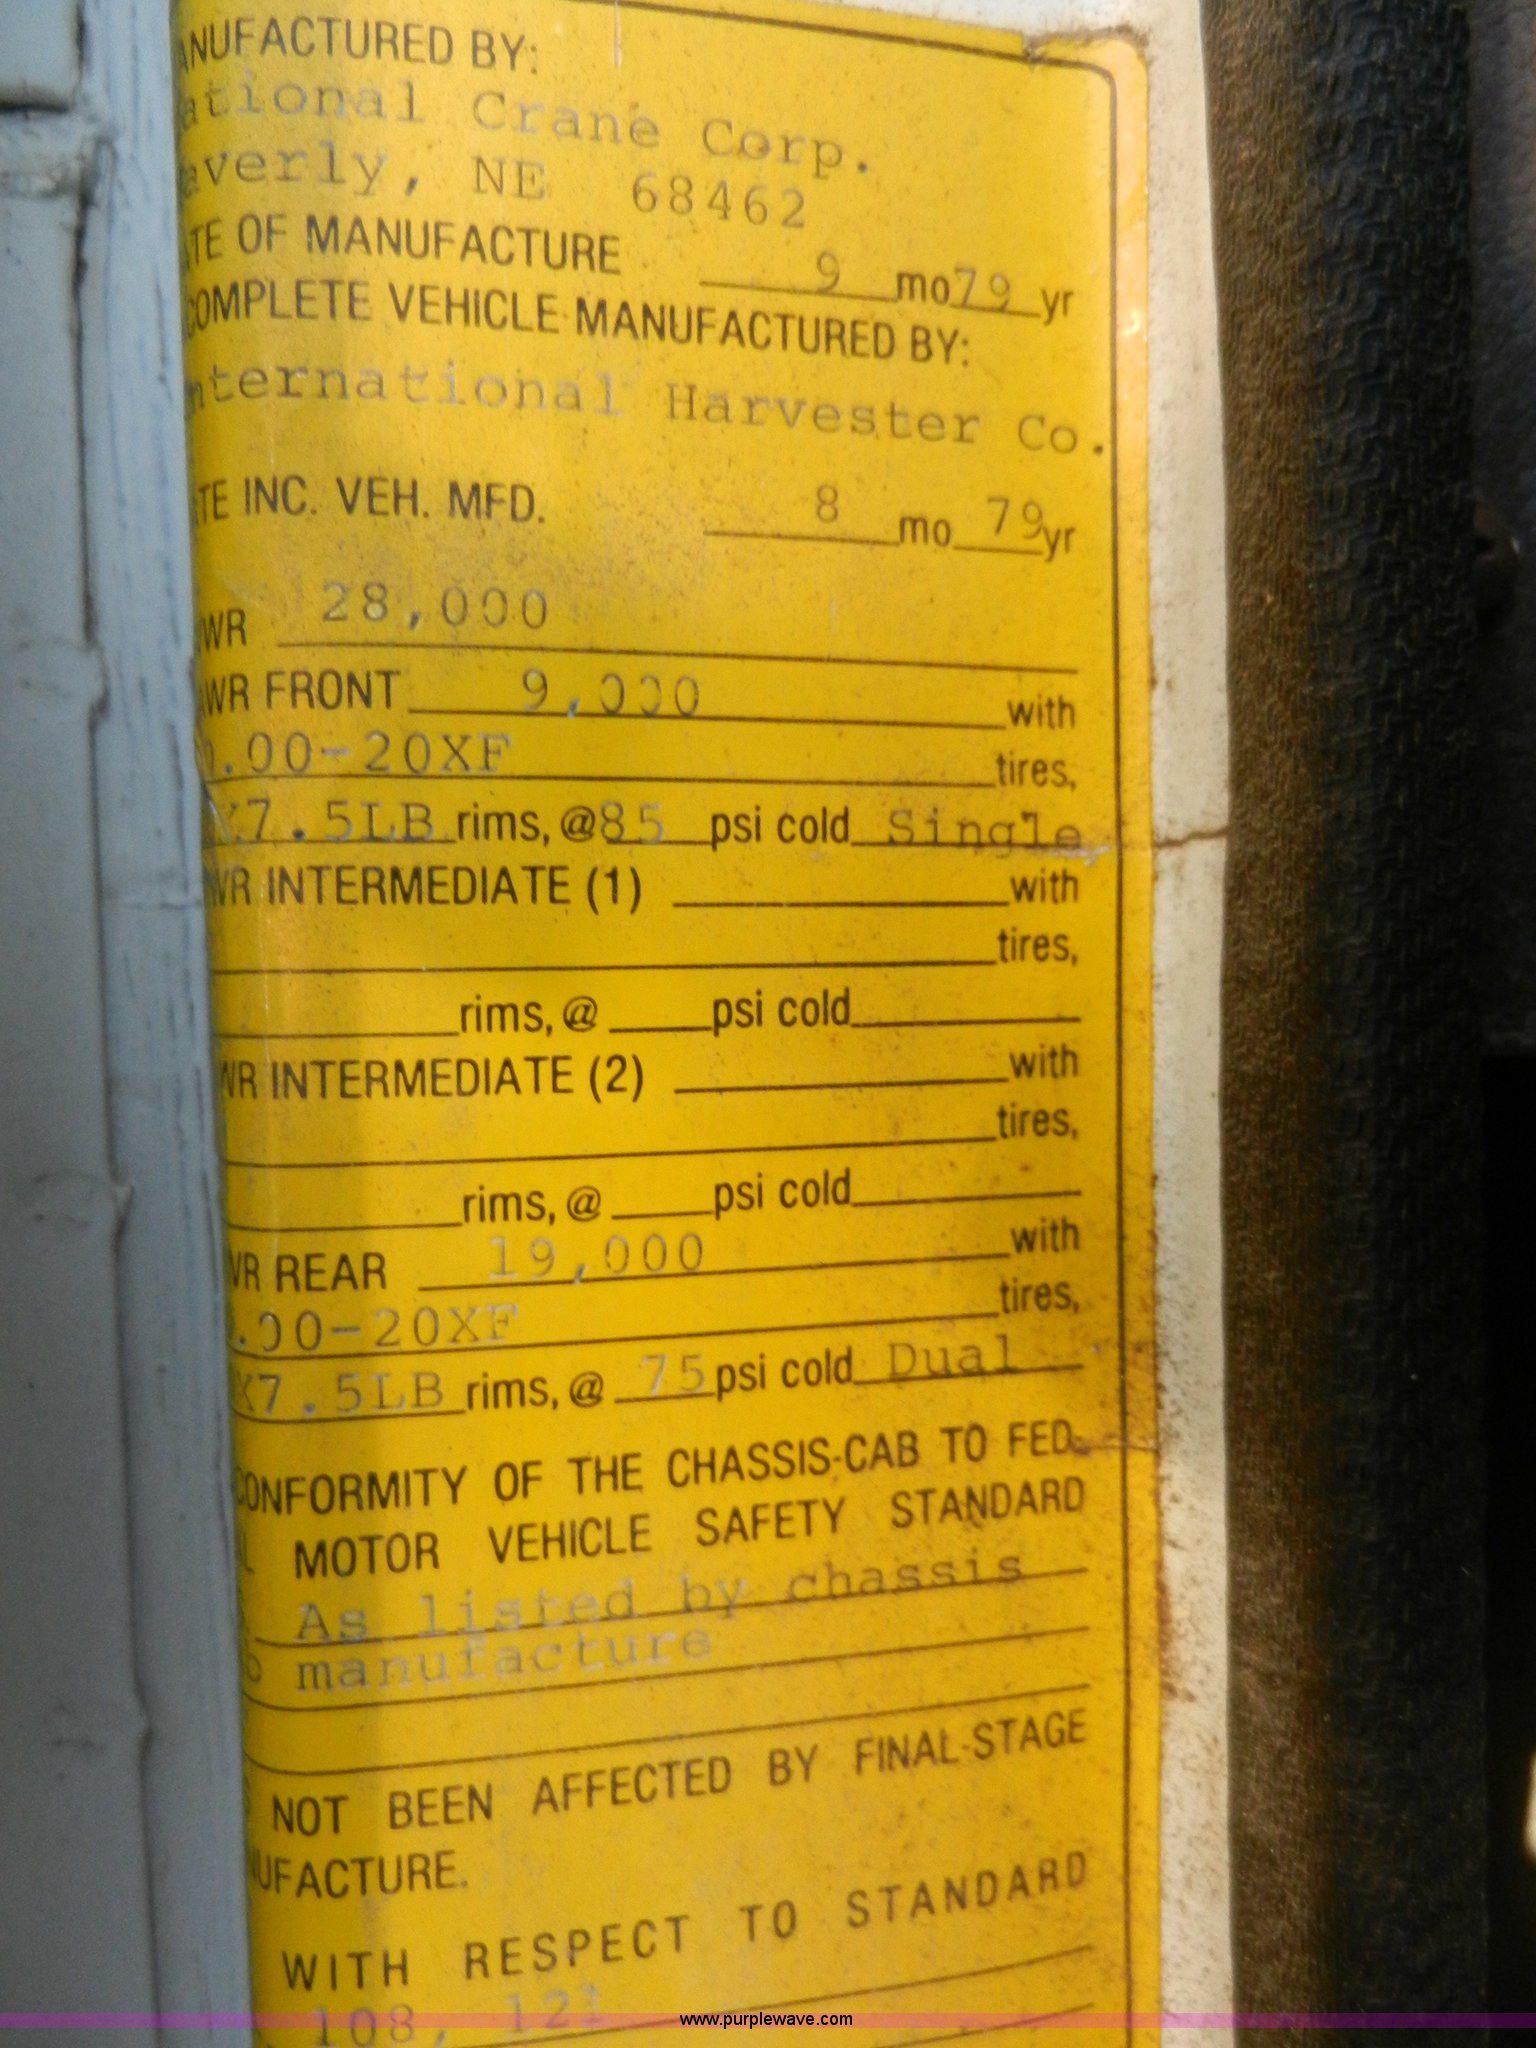 ANUFACTURED BY:
ational Crane Corp.
averly, NE 68462
TE OF MANUFACTURE 9 mo 79 yr
COMPLETE VEHICLE MANUFACTURED BY:
nternational Harvester Co.
TE INC. VEH. MFD. 8 mo 79 yr
WR 28,000
WR FRONT 9,000 with
.00-20XF tires,
X7.5LB rims, @ 85 psi cold Single
WR INTERMEDIATE (1) with
tires,
rims, @ psi cold
WR INTERMEDIATE (2) with
tires,
rims, @ psi cold
WR REAR 19,000 with
.00-20XF tires,
X7.5LB rims, @ 75 psi cold Dual
CONFORMITY OF THE CHASSIS-CAB TO FED-
L MOTOR VEHICLE SAFETY STANDARD
As listed by chassis
b manufacture
NOT BEEN AFFECTED BY FINAL-STAGE
NUFACTURE.
WITH RESPECT TO STANDARD
108, 121
www.purplewave.com